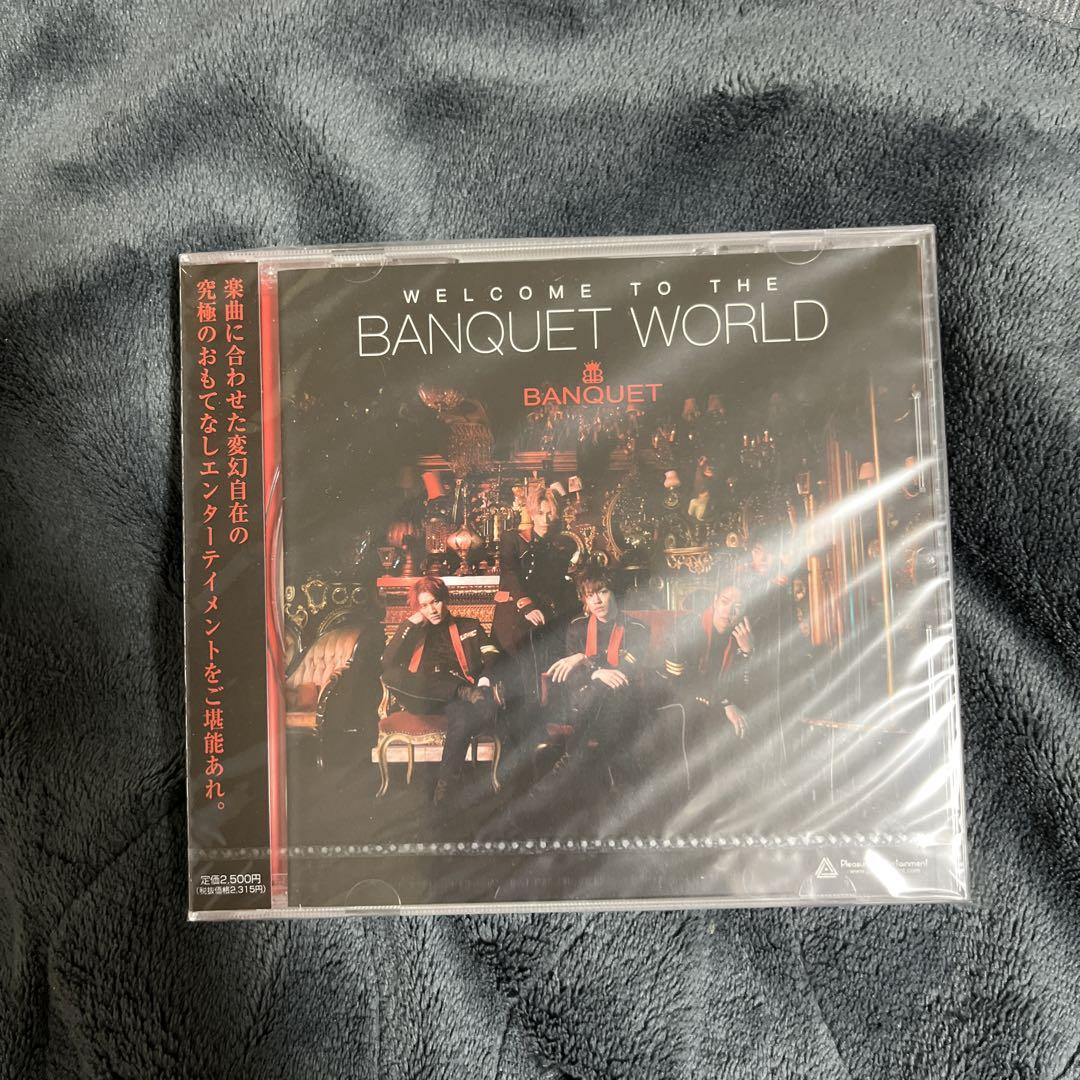 WELCOME TO THE
BANQUET WORLD
BANQUET
楽曲に合わせた変幻自在の
究極のおもてなしエンターテイメントをご堪能あれ。
定価2,500円
(税抜価格2,315円)